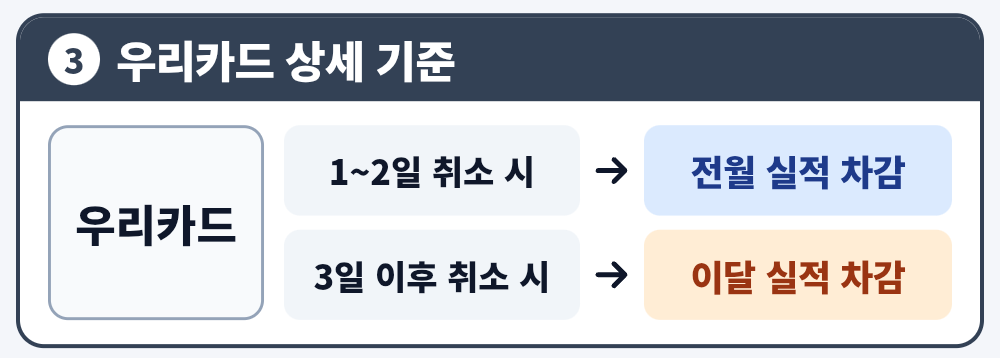 3 우리카드 상세 기준
우리카드
1~2일 취소 시 → 전월 실적 차감
3일 이후 취소 시 → 이달 실적 차감